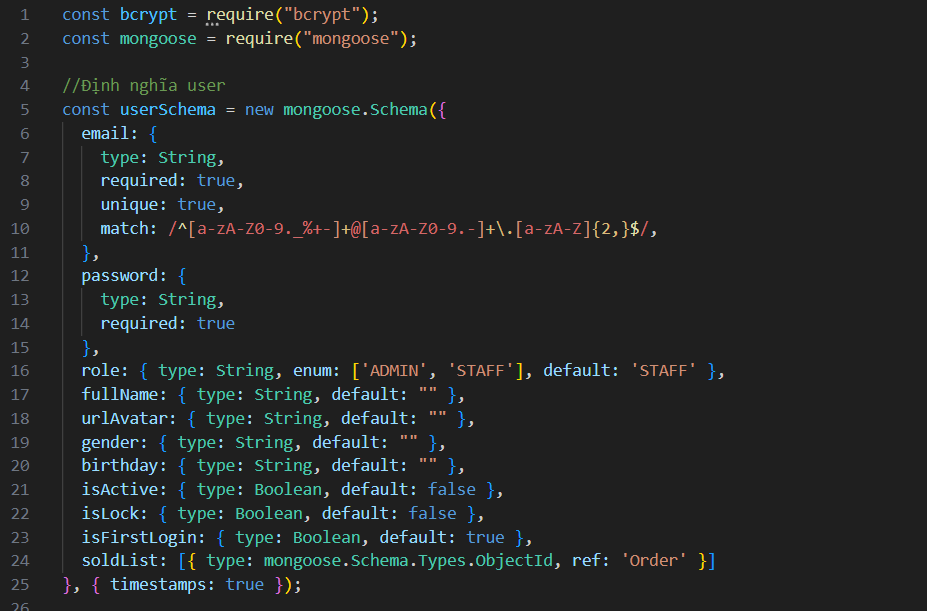 1 const bcrypt = require("bcrypt");
2 const mongoose = require("mongoose");
3
4 //Định nghĩa user
5 const userSchema = new mongoose.Schema({
6   email: {
7     type: String,
8     required: true,
9     unique: true,
10     match: /^[a-zA-Z0-9._%+-]+@[a-zA-Z0-9.-]+\.[a-zA-Z]{2,}$/,
11   },
12   password: {
13     type: String,
14     required: true
15   },
16   role: { type: String, enum: ['ADMIN', 'STAFF'], default: 'STAFF' },
17   fullName: { type: String, default: "" },
18   urlAvatar: { type: String, default: "" },
19   gender: { type: String, default: "" },
20   birthday: { type: String, default: "" },
21   isActive: { type: Boolean, default: false },
22   isLock: { type: Boolean, default: false },
23   isFirstLogin: { type: Boolean, default: true },
24   soldList: [{ type: mongoose.Schema.Types.ObjectId, ref: 'Order' }]
25 }, { timestamps: true });
26